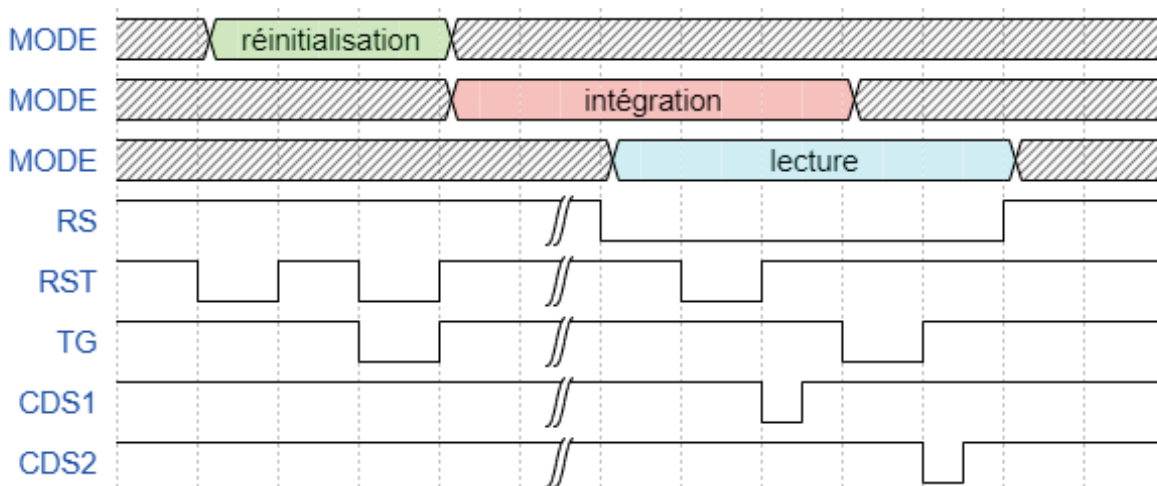 MODE réinitialisation
MODE intégration
MODE lecture
RS
RST
TG
CDS1
CDS2